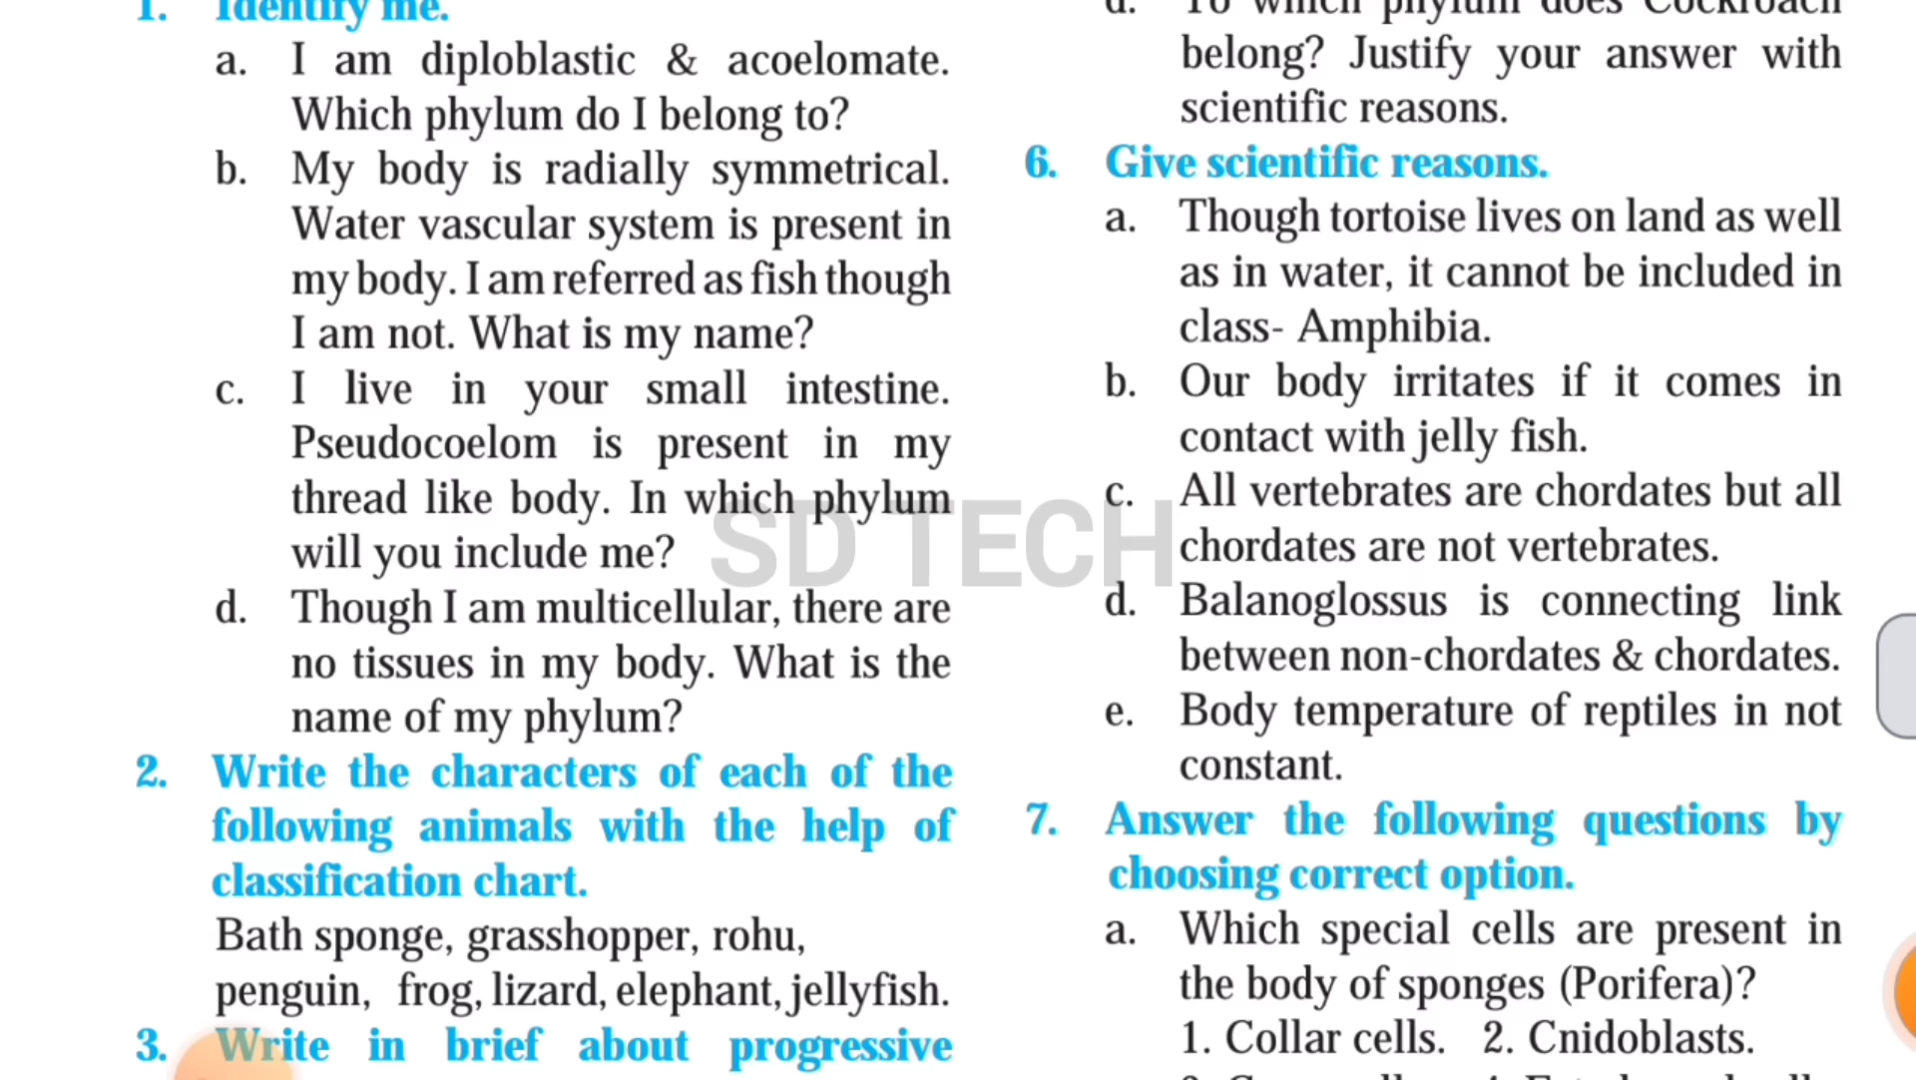 1. Identify me.
a. I am diploblastic & acoelomate.
Which phylum do I belong to?
b. My body is radially symmetrical.
Water vascular system is present in
my body. I am referred as fish though
I am not. What is my name?
c. I live in your small intestine.
Pseudocoelom is present in my
thread like body. In which phylum
will you include me?
d. Though I am multicellular, there are
no tissues in my body. What is the
name of my phylum?
2. Write the characters of each of the
following animals with the help of
classification chart.
Bath sponge, grasshopper, rohu,
penguin, frog, lizard, elephant, jellyfish.
3. Write in brief about progressive
d. To which phylum does Cockroach
belong? Justify your answer with
scientific reasons.
6. Give scientific reasons.
a. Though tortoise lives on land as well
as in water, it cannot be included in
class- Amphibia.
b. Our body irritates if it comes in
contact with jelly fish.
c. All vertebrates are chordates but all
chordates are not vertebrates.
d. Balanoglossus is connecting link
between non-chordates & chordates.
e. Body temperature of reptiles in not
constant.
7. Answer the following questions by
choosing correct option.
a. Which special cells are present in
the body of sponges (Porifera)?
1. Collar cells. 2. Cnidoblasts.
SD TECH